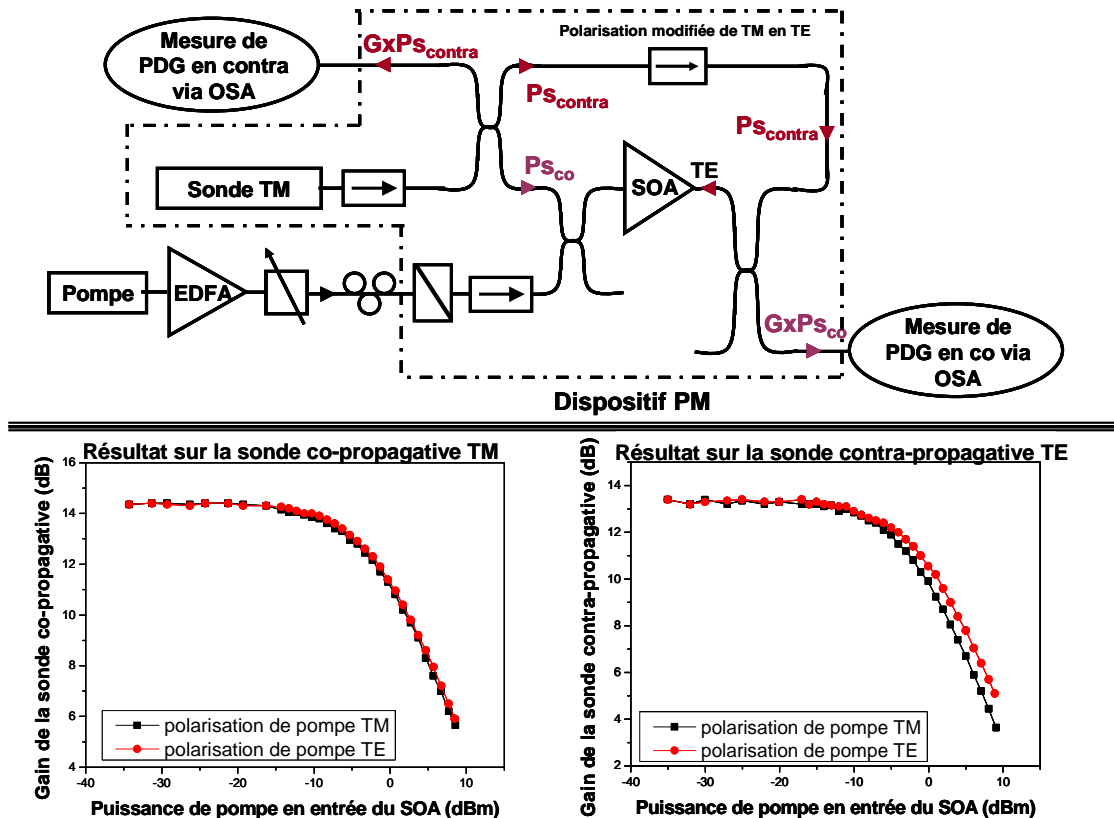 Mesure de
PDG en contra
via OSA
GxPscontra
Polarisation modifiée de TM en TE
Pscontra
Pscontra
Sonde TM
Psco
SOA
TE
Pompe
EDFA
GxPsco
Mesure de
PDG en co via
OSA
Dispositif PM
Résultat sur la sonde co-propagative TM
Gain de la sonde co-propagative (dB)
16
14
12
10
8
6
4
-40
-30
-20
-10
0
10
polarisation de pompe TM
polarisation de pompe TE
Puissance de pompe en entrée du SOA (dBm)
Résultat sur la sonde contra-propagative TE
Gain de la sonde contra-propagative (dB)
14
12
10
8
6
4
2
-40
-30
-20
-10
0
10
polarisation de pompe TM
polarisation de pompe TE
Puissance de pompe en entrée du SOA (dBm)